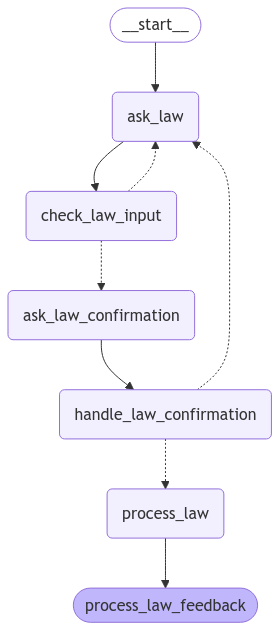 __start__
ask_law
check_law_input
ask_law_confirmation
handle_law_confirmation
process_law
process_law_feedback